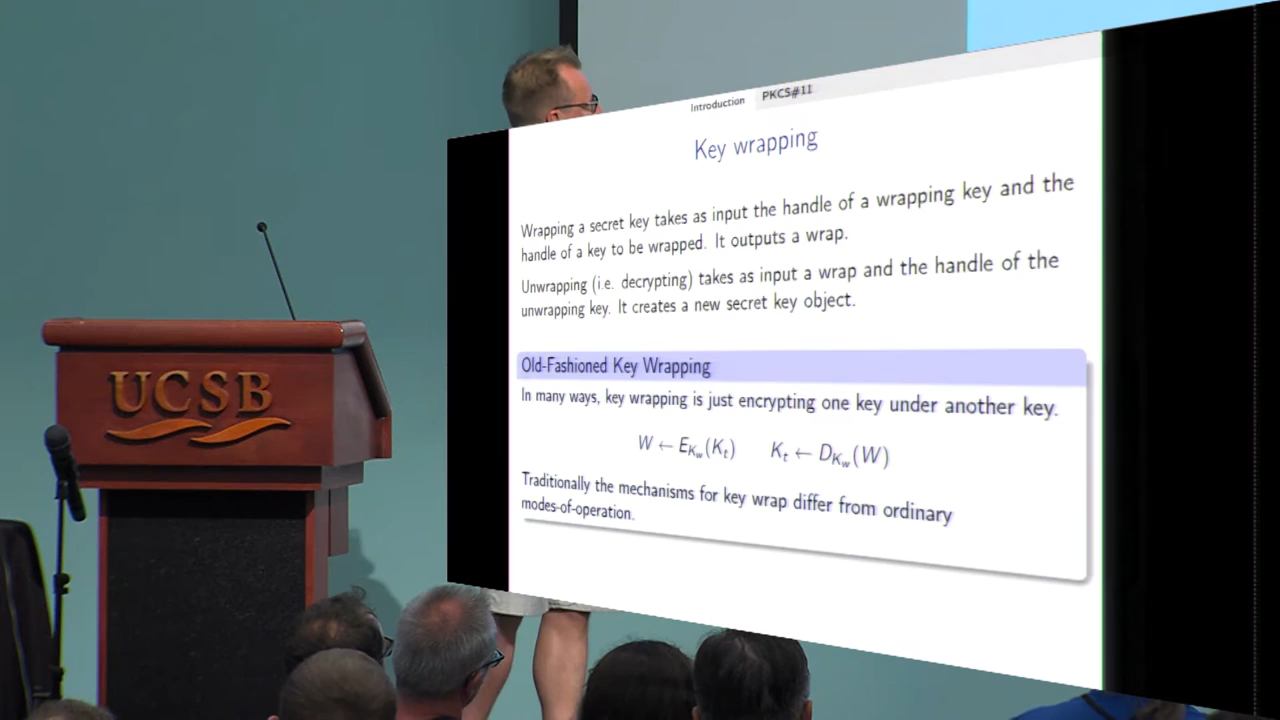 UCSB
Introduction PKCS#11
Key wrapping
Wrapping a secret key takes as input the handle of a wrapping key and the
handle of a key to be wrapped. It outputs a wrap.
Unwrapping (i.e. decrypting) takes as input a wrap and the handle of the
unwrapping key. It creates a new secret key object.
Old-Fashioned Key Wrapping
In many ways, key wrapping is just encrypting one key under another key.
W ← E_{K_w}(K_t) K_t ← D_{K_w}(W)
Traditionally the mechanisms for key wrap differ from ordinary
modes-of-operation.